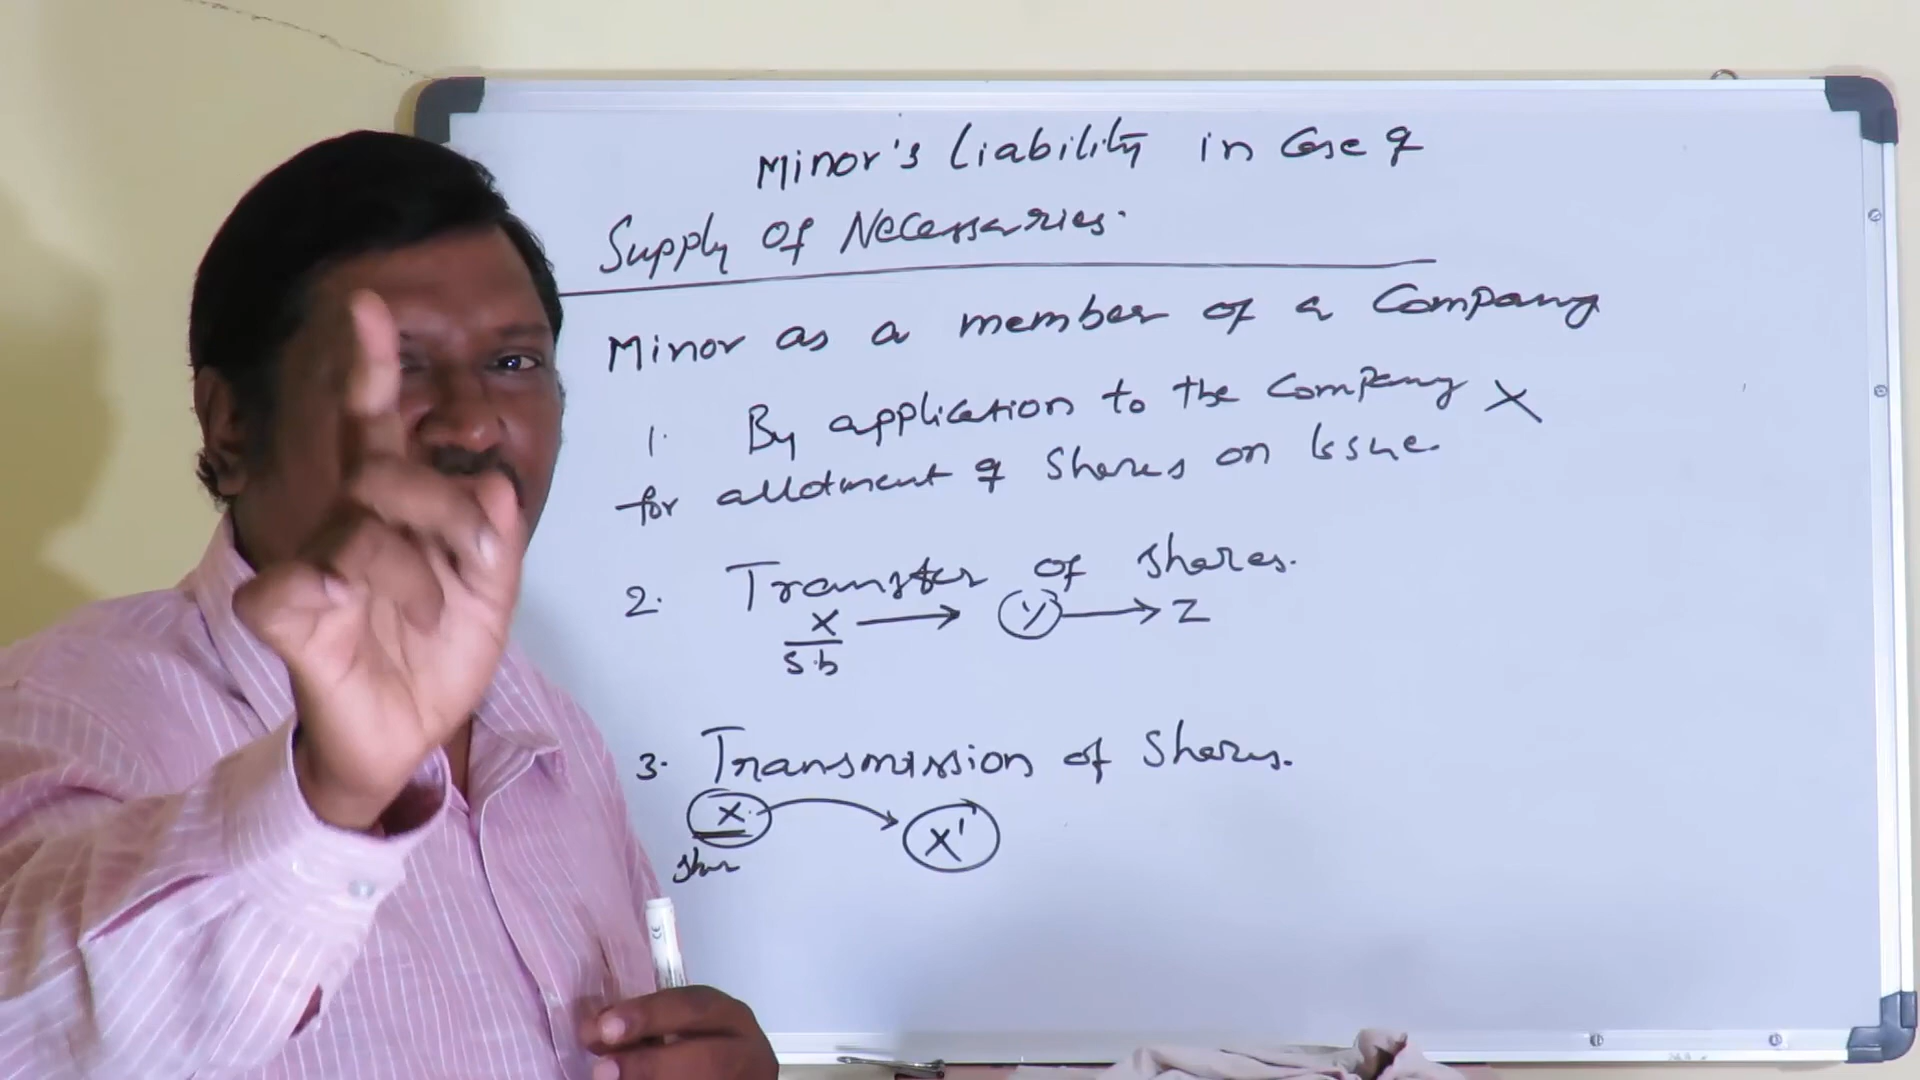 Minor's Liability in Case of
Supply Of Necessaries.
Minor as a member of a Company
1. By application to the Company X
for allotment of Shares on Issue.
2. Transfer of Shares.
X → Y → Z
S.b
3. Transmission of Shares.
X. → X'